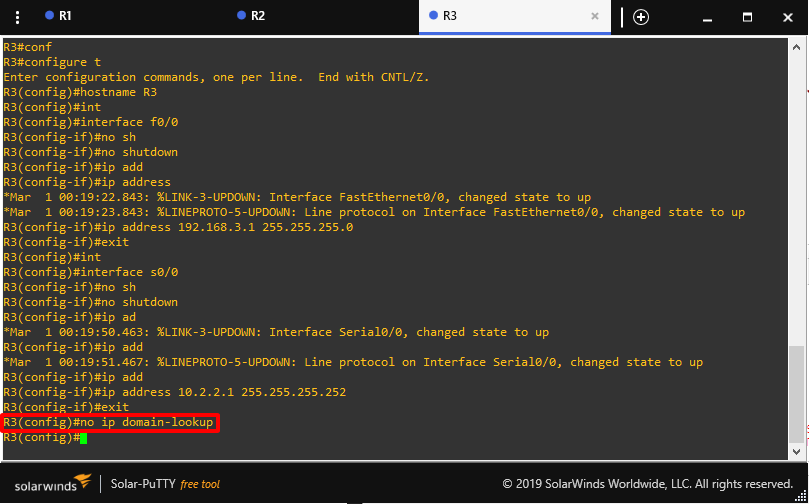 R1
R2
R3
R3#conf
R3#configure t
Enter configuration commands, one per line.  End with CNTL/Z.
R3(config)#hostname R3
R3(config)#int
R3(config)#interface f0/0
R3(config-if)#no sh
R3(config-if)#no shutdown
R3(config-if)#ip add
R3(config-if)#ip address
*Mar  1 00:19:22.843: %LINK-3-UPDOWN: Interface FastEthernet0/0, changed state to up
*Mar  1 00:19:23.843: %LINEPROTO-5-UPDOWN: Line protocol on Interface FastEthernet0/0, changed state to up
R3(config-if)#ip address 192.168.3.1 255.255.255.0
R3(config-if)#exit
R3(config)#int
R3(config)#interface s0/0
R3(config-if)#no sh
R3(config-if)#no shutdown
R3(config-if)#ip ad
*Mar  1 00:19:50.463: %LINK-3-UPDOWN: Interface Serial0/0, changed state to up
R3(config-if)#ip add
*Mar  1 00:19:51.467: %LINEPROTO-5-UPDOWN: Line protocol on Interface Serial0/0, changed state to up
R3(config-if)#ip add
R3(config-if)#ip address 10.2.2.1 255.255.255.252
R3(config-if)#exit
R3(config)#no ip domain-lookup
R3(config)#
solarwinds
Solar-PuTTY free tool
© 2019 SolarWinds Worldwide, LLC. All rights reserved.